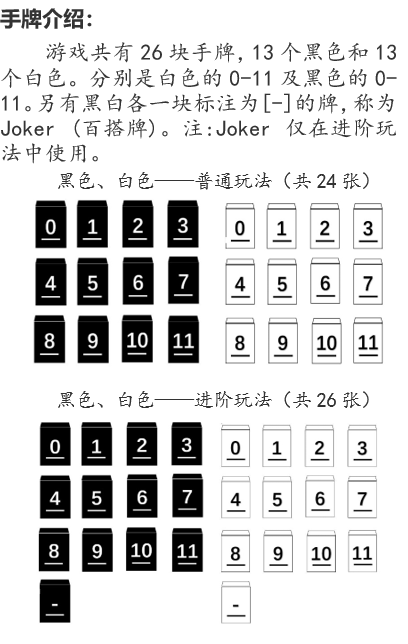 手牌介绍:
游戏共有 26 块手牌, 13 个黑色和 13
个白色。分别是白色的 0-11 及黑色的 0-
11。另有黑白各一块标注为[-]的牌, 称为
Joker (百搭牌)。注:Joker 仅在进阶玩
法中使用。
黑色、白色——普通玩法（共 24 张）
0 1 2 3 0 1 2 3
4 5 6 7 4 5 6 7
8 9 10 11 8 9 10 11
黑色、白色——进阶玩法（共 26 张）
0 1 2 3 0 1 2 3
4 5 6 7 4 5 6 7
8 9 10 11 8 9 10 11
- -